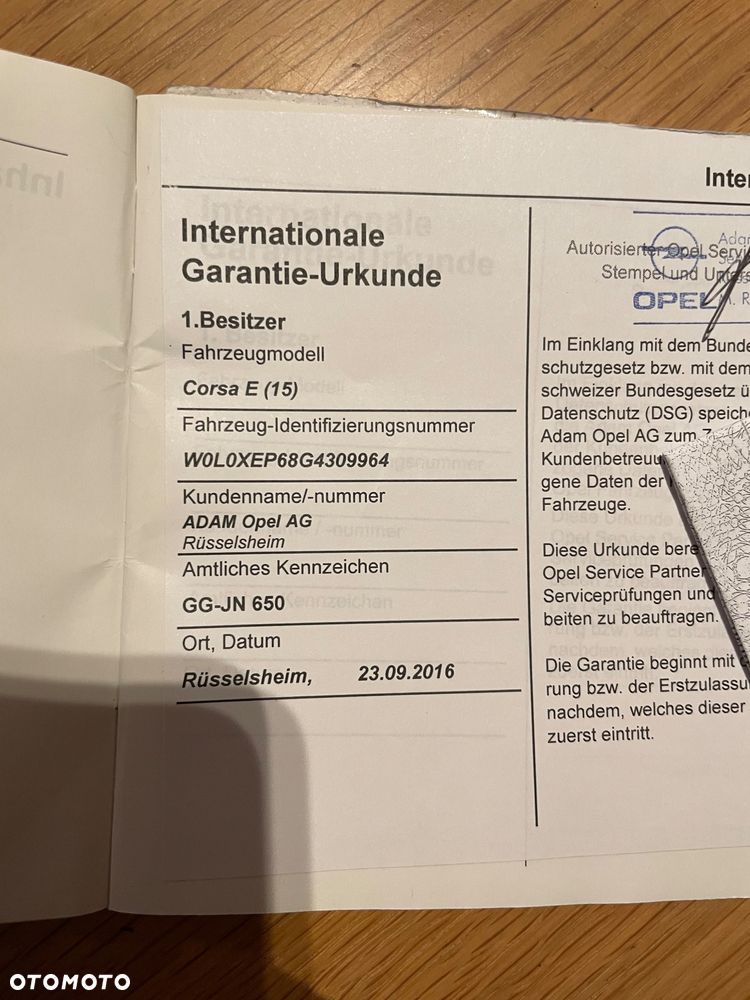 Inter
Internationale
Garantie-Urkunde
1.Besitzer
Fahrzeugmodell
Corsa E (15)
Fahrzeug-Identifizierungsnummer
W0L0XEP68G4309964
Kundenname/-nummer
ADAM Opel AG
Rüsselsheim
Amtliches Kennzeichen
GG-JN 650
Ort, Datum
Rüsselsheim, 23.09.2016
Adam
Autorisierter Opel Servic
Stempel und Unters
OPEL
Im Einklang mit dem Bunde
schutzgesetz bzw. mit dem
schweizer Bundesgesetz ü
Datenschutz (DSG) speich
Adam Opel AG zum Z
Kundenbetreuu
gene Daten der
Fahrzeuge.
Diese Urkunde bere
Opel Service Partner
Serviceprüfungen und
beiten zu beauftragen.
Die Garantie beginnt mit
rung bzw. der Erstzulassu
nachdem, welches dieser
zuerst eintritt.
OTOMOTO